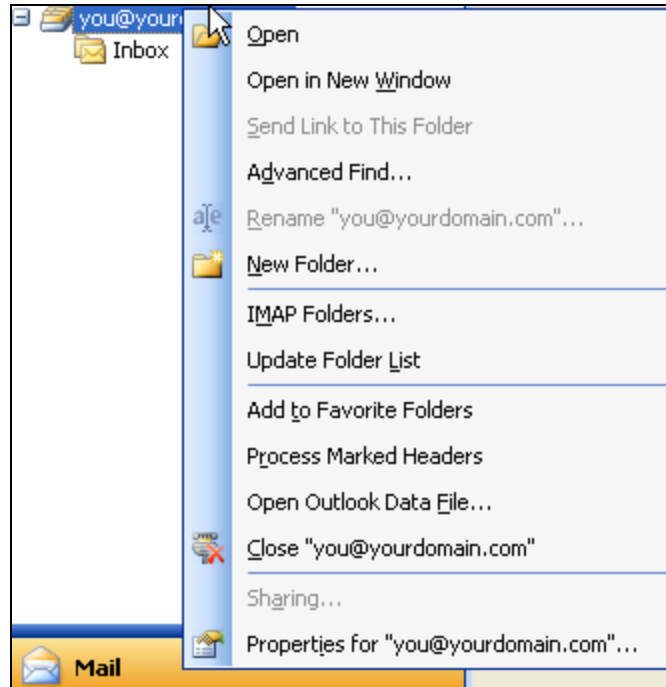 you@your
Inbox
Open
Open in New Window
Send Link to This Folder
Advanced Find...
Rename "you@yourdomain.com"...
New Folder...
IMAP Folders...
Update Folder List
Add to Favorite Folders
Process Marked Headers
Open Outlook Data File...
Close "you@yourdomain.com"
Sharing...
Properties for "you@yourdomain.com"...
Mail